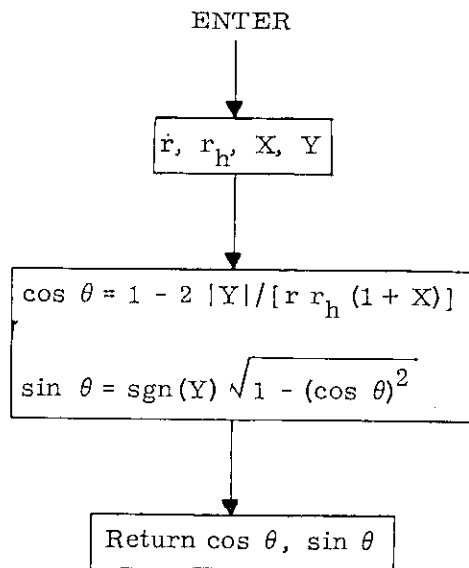 ENTER
ṙ, r_h, X, Y
cos θ = 1 - 2 |Y|/[r r_h (1 + X)]
sin θ = sgn(Y) √1 - (cos θ)²
Return cos θ, sin θ